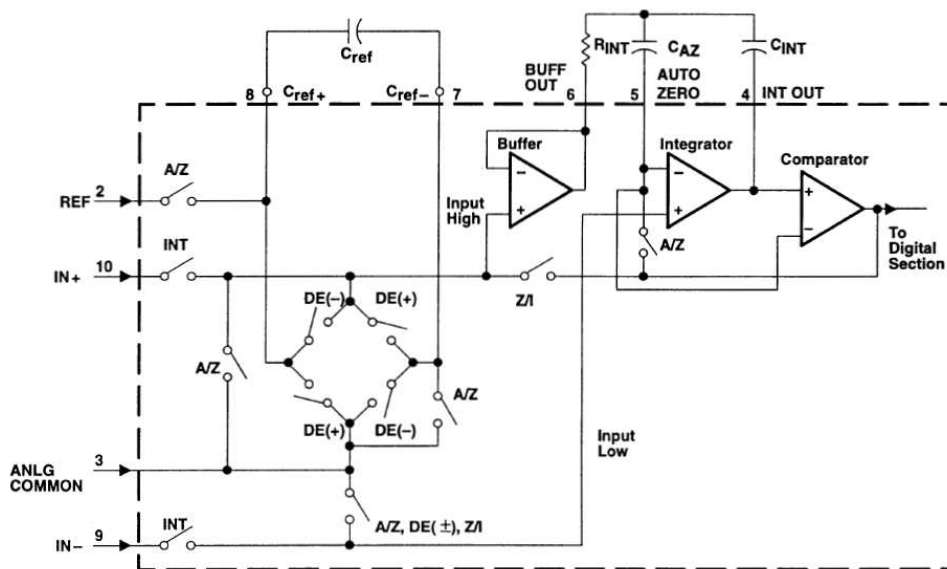 Cref
RINT
CAZ
CINT
8
Cref+
Cref–
7
BUFF
OUT
6
AUTO
ZERO
5
4
INT OUT
Buffer
Integrator
Comparator
A/Z
REF
2
–
+
–
+
+
–
Input
High
A/Z
To
Digital
Section
INT
IN+
10
Z/I
DE(–)
DE(+)
A/Z
A/Z
DE(+)
DE(–)
Input
Low
ANLG
COMMON
3
A/Z, DE(±), Z/I
INT
IN–
9